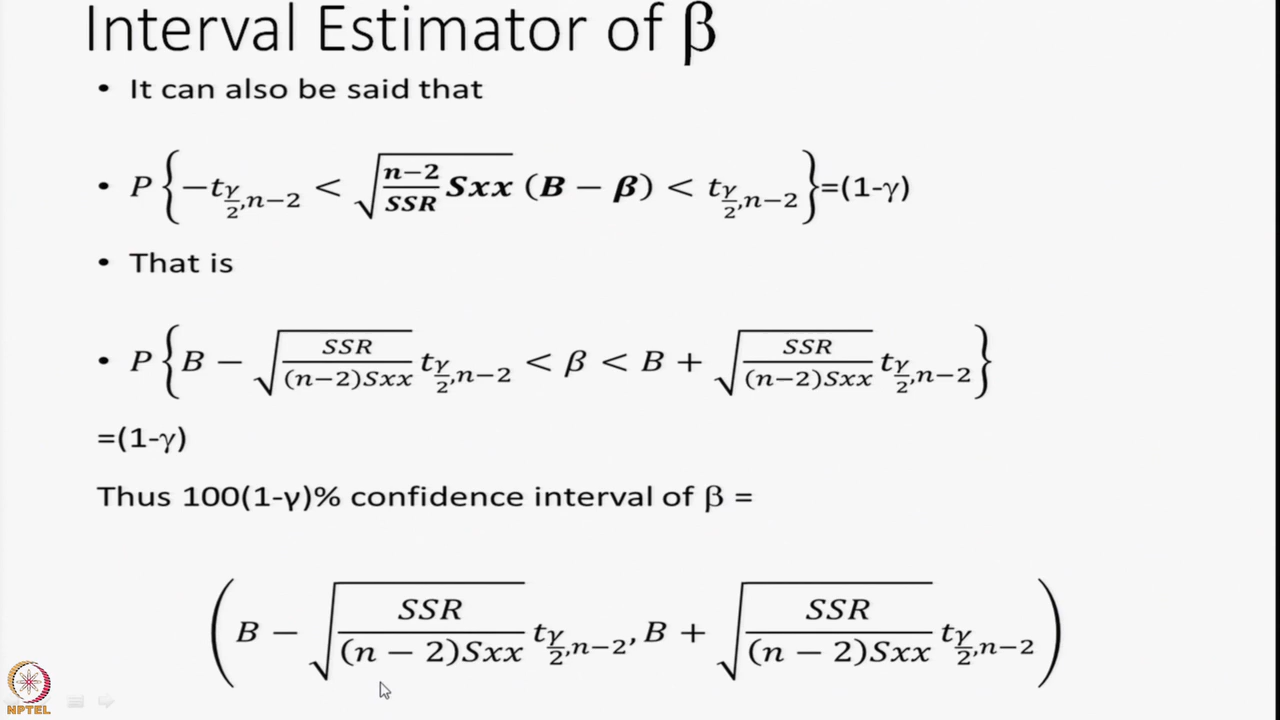 Interval Estimator of β
• It can also be said that
• P{−t_{γ/2,n−2} < √((n−2)/SSR Sxx) (B − β) < t_{γ/2,n−2}}=(1-γ)
• That is
• P{B − √(SSR/((n−2)Sxx)) t_{γ/2,n−2} < β < B + √(SSR/((n−2)Sxx)) t_{γ/2,n−2}}
=(1-γ)
Thus 100(1-γ)% confidence interval of β =
(B − √(SSR/((n − 2)Sxx)) t_{γ/2,n−2}, B + √(SSR/((n − 2)Sxx)) t_{γ/2,n−2})
NPTEL